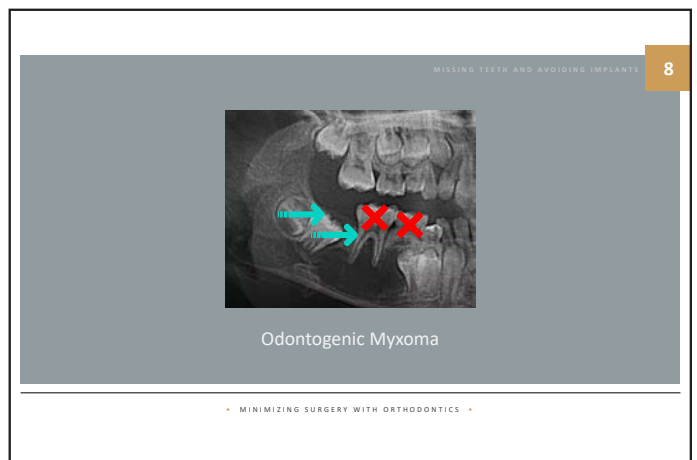 MISSING TEETH AND AVOIDING IMPLANTS
8
Odontogenic Myxoma
• MINIMIZING SURGERY WITH ORTHODONTICS •